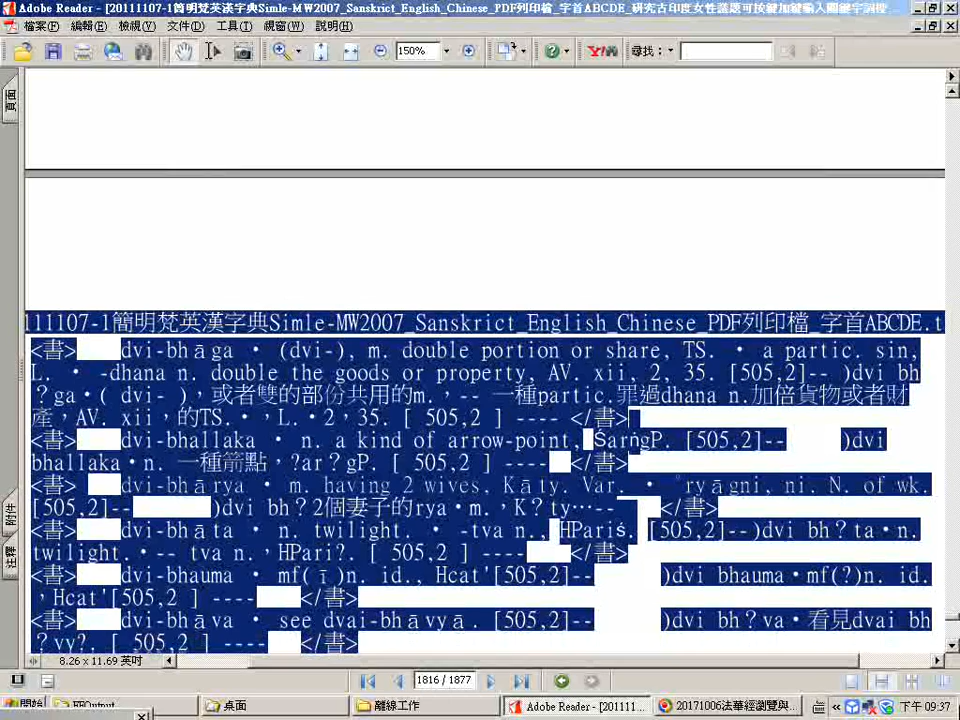 Adobe Reader - [20111107-1簡明梵英漢字典Simle-MW2007_Sanskrict_English_Chinese_PDF列印檔_字首ABCDE_研究古印度女性議題可按鍵加鍵輸入關鍵字詞搜
檔案(F) 編輯(E) 檢視(V) 文件(D) 工具(T) 視窗(W) 說明(H)
150% Y! 尋找:
頁面
111107-1簡明梵英漢字典Simle-MW2007_Sanskrict_English_Chinese_PDF列印檔_字首ABCDE.t
<書> dvi-bhāga • (dvi-), m. double portion or share, TS. • a partic. sin,
L. • -dhana n. double the goods or property, AV. xii, 2, 35. [505,2]-- )dvi bh
?ga•( dvi- )，或者雙的部份共用的m.，-- 一種partic.罪過dhana n.加倍貨物或者財
產，AV. xii，的TS.•，L.•2，35. [ 505,2 ] ---- </書>
<書> dvi-bhallaka • n. a kind of arrow-point, ŚarṅgP. [505,2]-- )dvi
bhallaka•n. 一種箭點，?ar?gP. [ 505,2 ] ---- </書>
<書> dvi-bhārya • m. having 2 wives, Kāty. Var. • °ryāgni, ni. N. of wk.
[505,2]-- )dvi bh?2個妻子的rya•m.，K?ty…-- </書>
<書> dvi-bhāta • n. twilight. • -tva n., HPariś. [505,2]--)dvi bh?ta•n.
twilight.•-- tva n.，HPari?. [ 505,2 ] ---- </書>
<書> dvi-bhauma • mf(ī)n. id., Hcat'[505,2]-- )dvi bhauma•mf(?)n. id.
，Hcat'[505,2 ] ---- </書>
<書> dvi-bhāva • see dvai-bhāvyā. [505,2]-- )dvi bh?va•看見dvai bh
?vy?. [ 505,2 ] ---- </書>
附件
注釋
8.26 x 11.69 英吋
1816 / 1877
開始 EEOutput 桌面 離線工作 Adobe Reader - [20111... 20171006法華經瀏覽與... 下午 09:37